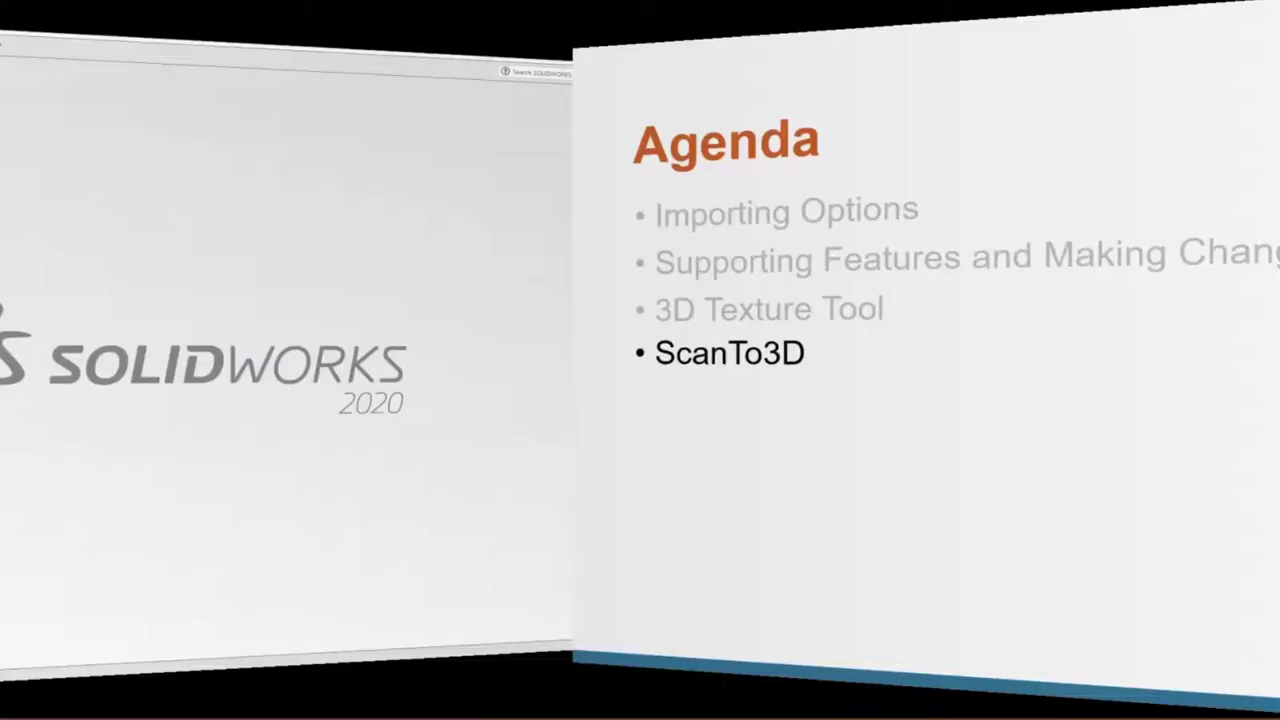 Search SOLIDWORKS
SOLIDWORKS
2020
Agenda
• Importing Options
• Supporting Features and Making Chang
• 3D Texture Tool
• ScanTo3D